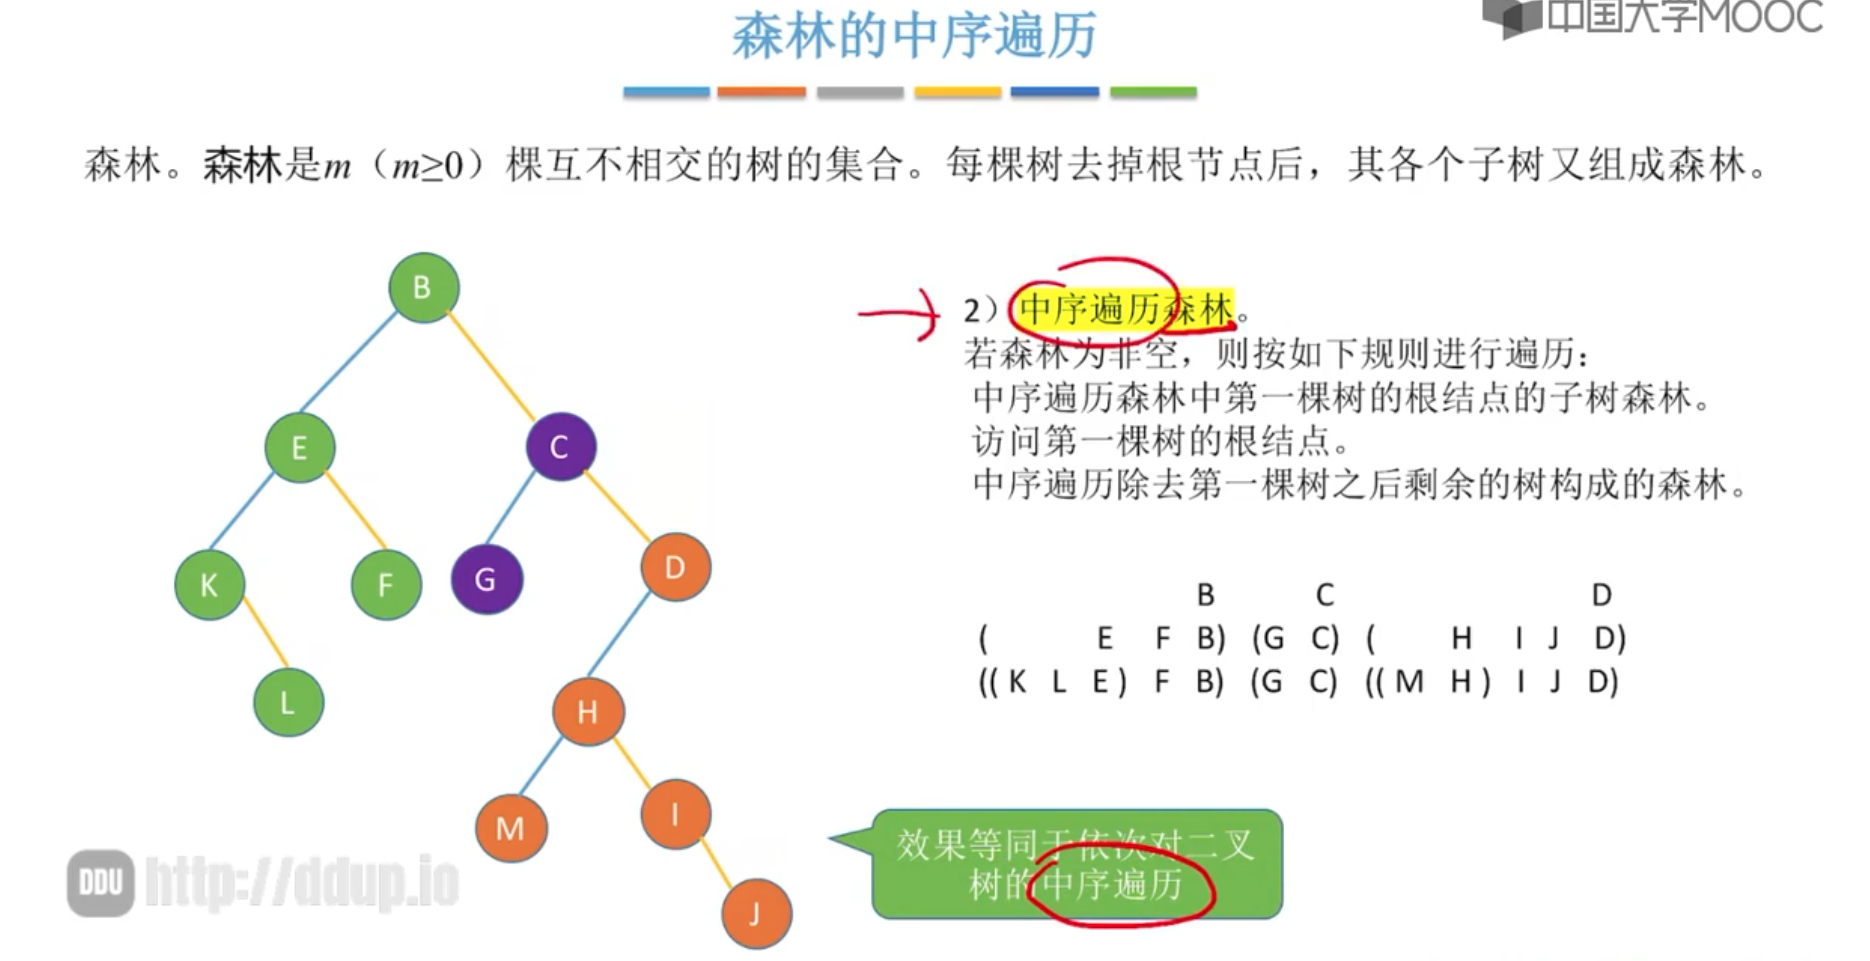 森林的中序遍历
中国大学MOOC
森林。森林是m（m≥0）棵互不相交的树的集合。每棵树去掉根节点后，其各个子树又组成森林。
2）中序遍历森林。
若森林为非空，则按如下规则进行遍历：
中序遍历森林中第一棵树的根结点的子树森林。
访问第一棵树的根结点。
中序遍历除去第一棵树之后剩余的树构成的森林。
B
E
C
K
F
G
D
L
H
M
I
J
B C D
( E F B) (G C) ( H I J D)
(( K L E ) F B) (G C) (( M H ) I J D)
效果等同于依次对二叉
树的中序遍历
DDU http://ddup.io